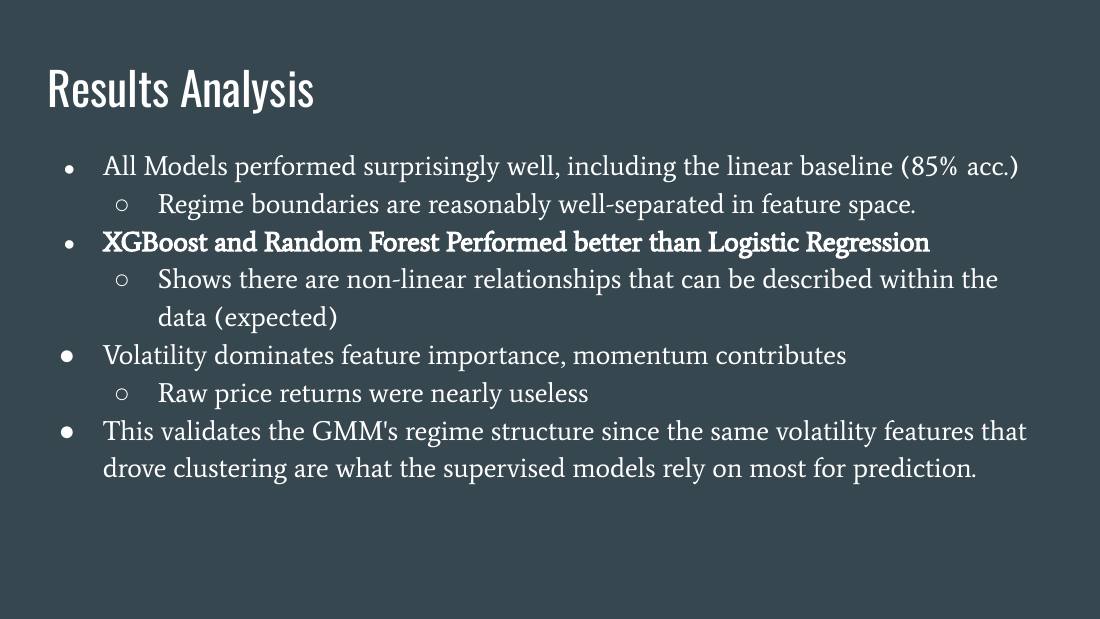 Results Analysis
● All Models performed surprisingly well, including the linear baseline (85% acc.)
○ Regime boundaries are reasonably well-separated in feature space.
● XGBoost and Random Forest Performed better than Logistic Regression
○ Shows there are non-linear relationships that can be described within the
data (expected)
● Volatility dominates feature importance, momentum contributes
○ Raw price returns were nearly useless
● This validates the GMM's regime structure since the same volatility features that
drove clustering are what the supervised models rely on most for prediction.